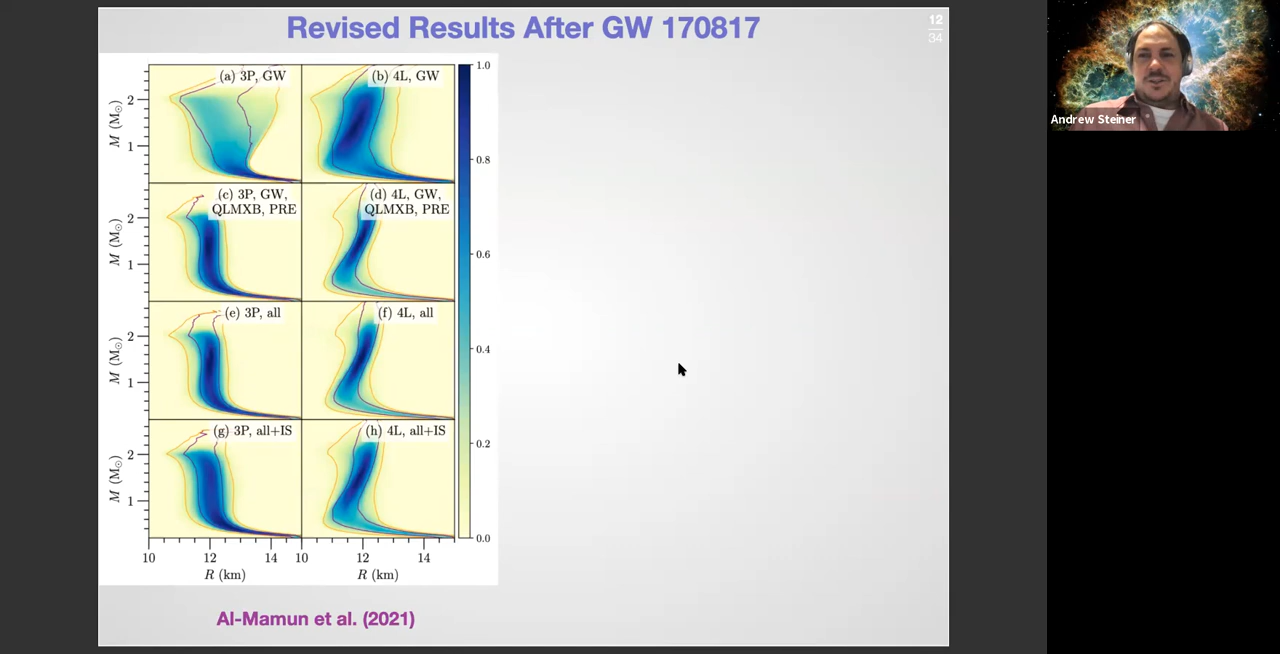 Revised Results After GW 170817
12
34
Andrew Steiner
(a) 3P, GW
(b) 4L, GW
1.0
M (M☉)
2
1
0.8
(c) 3P, GW,
QLMXB, PRE
(d) 4L, GW,
QLMXB, PRE
M (M☉)
2
1
0.6
(e) 3P, all
(f) 4L, all
M (M☉)
2
1
0.4
(g) 3P, all+IS
(h) 4L, all+IS
M (M☉)
2
1
0.2
0.0
10 12 14 10 12 14
R (km) R (km)
Al-Mamun et al. (2021)